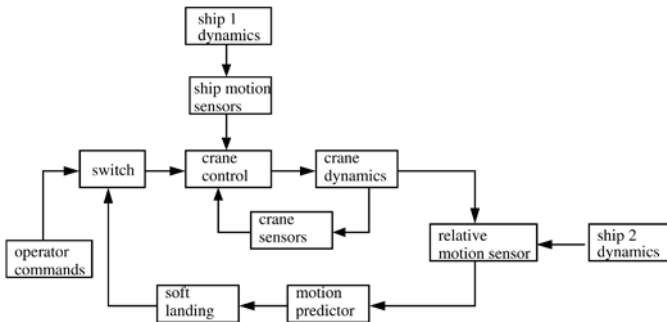 ship 1
dynamics
ship motion
sensors
switch
crane
control
crane
dynamics
crane
sensors
operator
commands
relative
motion sensor
ship 2
dynamics
soft
landing
motion
predictor